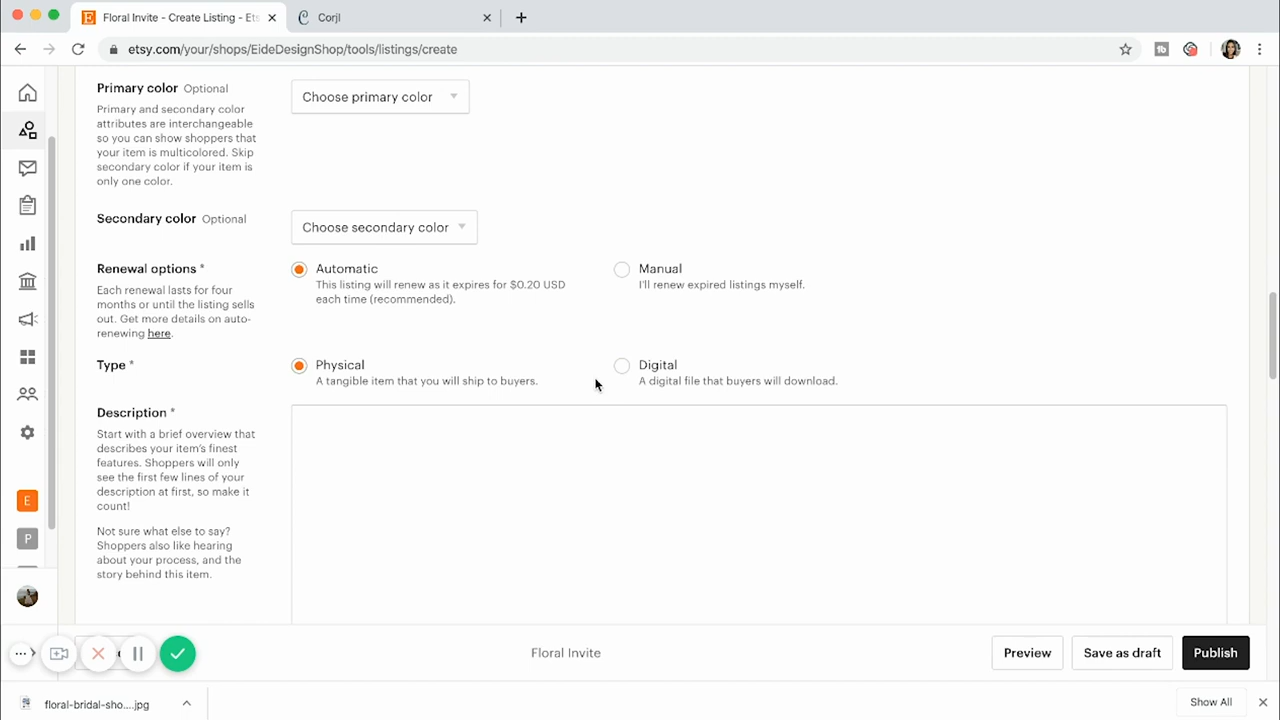 Floral Invite - Create Listing - Ets
Corjl
etsy.com/your/shops/EideDesignShop/tools/listings/create
Primary color Optional
Choose primary color
Primary and secondary color
attributes are interchangeable
so you can show shoppers that
your item is multicolored. Skip
secondary color if your item is
only one color.
Secondary color Optional
Choose secondary color
Renewal options *
Each renewal lasts for four
months or until the listing sells
out. Get more details on auto-
renewing here.
Automatic
This listing will renew as it expires for $0.20 USD
each time (recommended).
Manual
I'll renew expired listings myself.
Type *
Physical
A tangible item that you will ship to buyers.
Digital
A digital file that buyers will download.
Description *
Start with a brief overview that
describes your item's finest
features. Shoppers will only
see the first few lines of your
description at first, so make it
count!
Not sure what else to say?
Shoppers also like hearing
about your process, and the
story behind this item.
E
P
Floral Invite
Preview
Save as draft
Publish
floral-bridal-sho....jpg
Show All